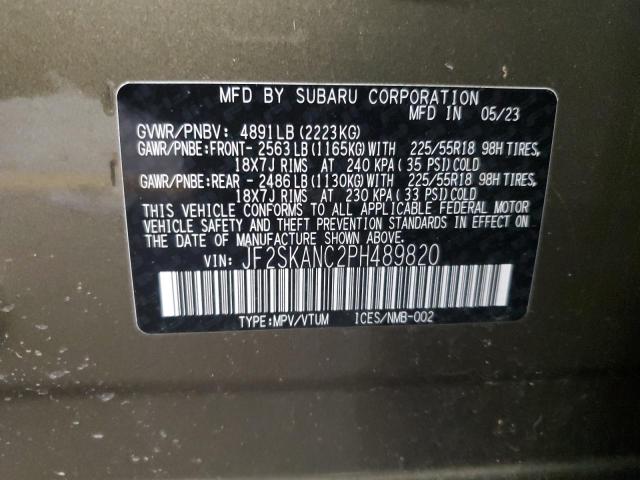 MFD BY SUBARU CORPORATION
MFD IN 05/23
GVWR/PNBV: 4891LB (2223KG)
GAWR/PNBE:FRONT- 2563LB (1165KG) WITH 225/55R18 98H TIRES,
18X7J RIMS AT 240 KPA (35 PSI) COLD
GAWR/PNBE:REAR - 2486LB (1130KG) WITH 225/55R18 98H TIRES,
18X7J RIMS AT 230 KPA (33 PSI) COLD
THIS VEHICLE CONFORMS TO ALL APPLICABLE FEDERAL MOTOR
VEHICLE SAFETY AND THEFT PREVENTION STANDARDS IN EFFECT
ON THE DATE OF MANUFACTURE SHOWN ABOVE.
VIN: JF2SKANC2PH489820
TYPE:MPV/VTUM ICES/NMB-002